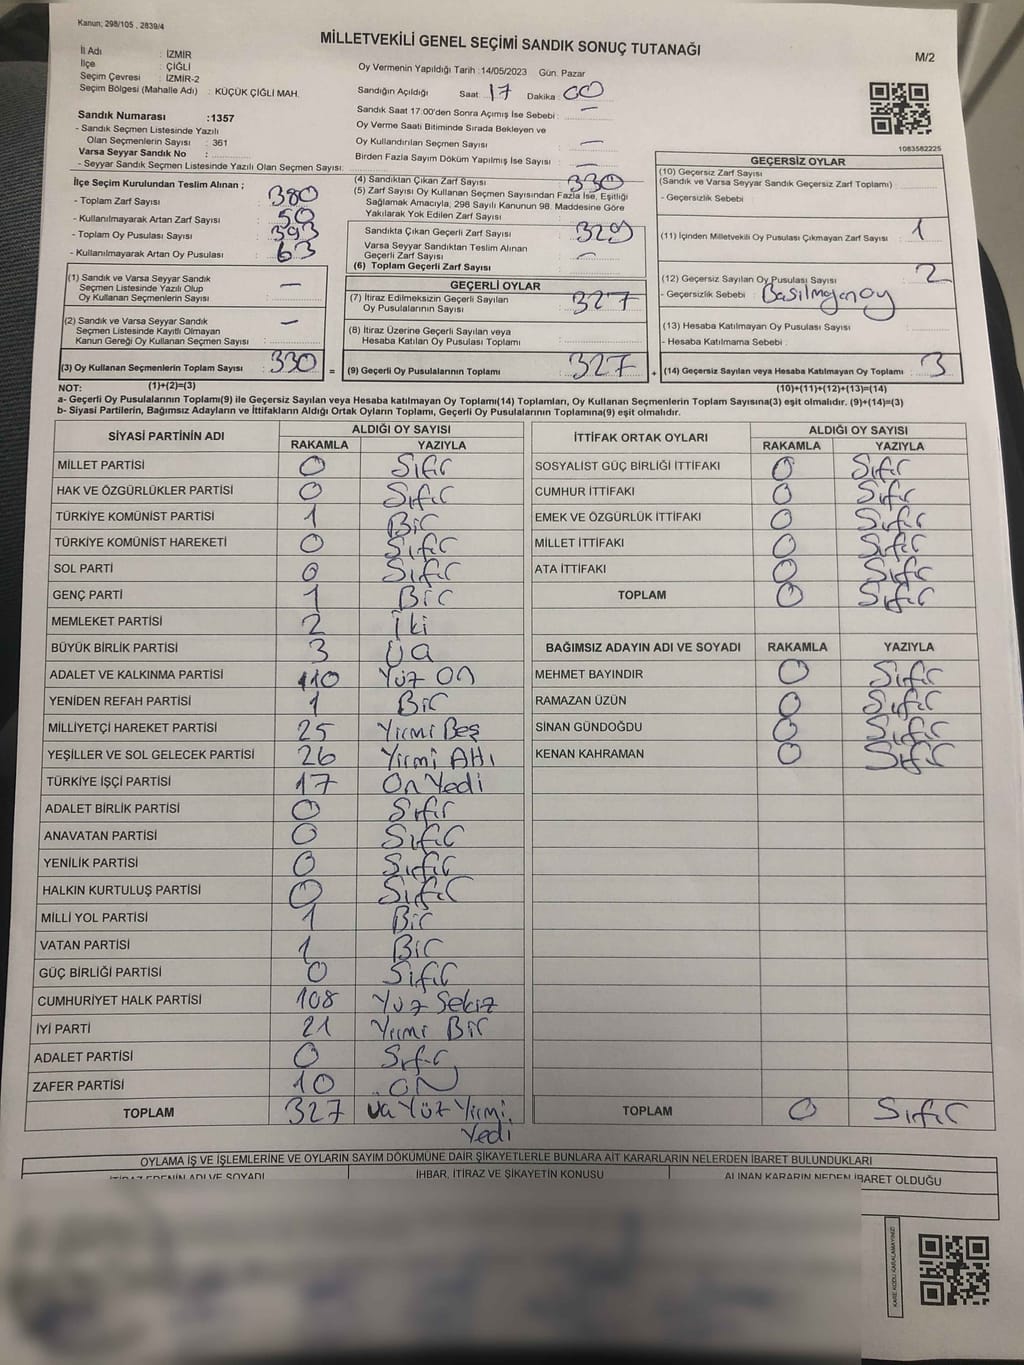 Kanun; 298/105 , 2839/4
MİLLETVEKİLİ GENEL SEÇİMİ SANDIK SONUÇ TUTANAĞI
M/2
İl Adı : İZMİR
İlçe : ÇİĞLİ
Seçim Çevresi : İZMİR-2
Seçim Bölgesi (Mahalle Adı) : KÜÇÜK ÇİĞLİ MAH.
Oy Vermenin Yapıldığı Tarih :14/05/2023 Gün. Pazar
Sandığın Açıldığı Saat: 17 Dakika 00
Sandık Saat 17:00'den Sonra Açımış İse Sebebi : –
Oy Verme Saati Bitiminde Sırada Bekleyen ve
Oy Kullandırılan Seçmen Sayısı : –
Birden Fazla Sayım Döküm Yapılmış İse Sayısı : –
1083582225
Sandık Numarası :1357
- Sandık Seçmen Listesinde Yazılı
Olan Seçmenlerin Sayısı : 361
Varsa Seyyar Sandık No :
- Seyyar Sandık Seçmen Listesinde Yazılı Olan Seçmen Sayısı:
İlçe Seçim Kurulundan Teslim Alınan ;
- Toplam Zarf Sayısı : 380
- Kullanılmayarak Artan Zarf Sayısı : 50
- Toplam Oy Pusulası Sayısı : 393
- Kullanılmayarak Artan Oy Pusulası : 63
(4) Sandıktan Çıkan Zarf Sayısı : 330
(5) Zarf Sayısı Oy Kullanan Seçmen Sayısından Fazla İse, Eşitliği
Sağlamak Amacıyla, 298 Sayılı Kanunun 98. Maddesine Göre
Yakılarak Yok Edilen Zarf Sayısı :
Sandıkta Çıkan Geçerli Zarf Sayısı : 329
Varsa Seyyar Sandıktan Teslim Alınan
Geçerli Zarf Sayısı : –
(6) Toplam Geçerli Zarf Sayısı :
GEÇERSİZ OYLAR
(10) Geçersiz Zarf Sayısı
(Sandık ve Varsa Seyyar Sandık Geçersiz Zarf Toplamı) :
- Geçersizlik Sebebi :
(11) İçinden Milletvekili Oy Pusulası Çıkmayan Zarf Sayısı : 1
(12) Geçersiz Sayılan Oy Pusulası Sayısı : 2
- Geçersizlik Sebebi : Basılmayan oy
(13) Hesaba Katılmayan Oy Pusulası Sayısı :
- Hesaba Katılmama Sebebi :
(1) Sandık ve Varsa Seyyar Sandık
Seçmen Listesinde Yazılı Olup
Oy Kullanan Seçmenlerin Sayısı : –
(2) Sandık ve Varsa Seyyar Sandık
Seçmen Listesinde Kayıtlı Olmayan
Kanun Gereği Oy Kullanan Seçmen Sayısı : –
GEÇERLİ OYLAR
(7) İtiraz Edilmeksizin Geçerli Sayılan
Oy Pusulalarının Sayısı : 327
(8) İtiraz Üzerine Geçerli Sayılan veya
Hesaba Katılan Oy Pusulası Toplamı :
(3) Oy Kullanan Seçmenlerin Toplam Sayısı : 330 = (9) Geçerli Oy Pusulalarının Toplamı : 327 + (14) Geçersiz Sayılan veya Hesaba Katılmayan Oy Toplamı : 3
NOT: (1)+(2)=(3) (10)+(11)+(12)+(13)=(14)
a- Geçerli Oy Pusulalarının Toplamı(9) ile Geçersiz Sayılan veya Hesaba katılmayan Oy Toplamı(14) Toplamları, Oy Kullanan Seçmenlerin Toplam Sayısına(3) eşit olmalıdır. (9)+(14)=(3)
b- Siyasi Partilerin, Bağımsız Adayların ve İttifakların Aldığı Ortak Oyların Toplamı, Geçerli Oy Pusulalarının Toplamına(9) eşit olmalıdır.
SİYASİ PARTİNİN ADI ALDIĞI OY SAYISI
RAKAMLA YAZIYLA
MİLLET PARTİSİ 0 Sıfır
HAK VE ÖZGÜRLÜKLER PARTİSİ 0 Sıfır
TÜRKİYE KOMÜNİST PARTİSİ 1 Bir
TÜRKİYE KOMÜNİST HAREKETİ 0 Sıfır
SOL PARTİ 0 Sıfır
GENÇ PARTİ 1 Bir
MEMLEKET PARTİSİ 2 İki
BÜYÜK BİRLİK PARTİSİ 3 Üç
ADALET VE KALKINMA PARTİSİ 110 Yüz On
YENİDEN REFAH PARTİSİ 1 Bir
MİLLİYETÇİ HAREKET PARTİSİ 25 Yirmi Beş
YEŞİLLER VE SOL GELECEK PARTİSİ 26 Yirmi Altı
TÜRKİYE İŞÇİ PARTİSİ 17 On Yedi
ADALET BİRLİK PARTİSİ 0 Sıfır
ANAVATAN PARTİSİ 0 Sıfır
YENİLİK PARTİSİ 0 Sıfır
HALKIN KURTULUŞ PARTİSİ 0 Sıfır
MİLLİ YOL PARTİSİ 1 Bir
VATAN PARTİSİ 1 Bir
GÜÇ BİRLİĞİ PARTİSİ 0 Sıfır
CUMHURİYET HALK PARTİSİ 108 Yüz Sekiz
İYİ PARTİ 21 Yirmi Bir
ADALET PARTİSİ 0 Sıfır
ZAFER PARTİSİ 10 ON
TOPLAM 327 Üç Yüz Yirmi
Yedi
İTTİFAK ORTAK OYLARI ALDIĞI OY SAYISI
RAKAMLA YAZIYLA
SOSYALİST GÜÇ BİRLİĞİ İTTİFAKI 0 Sıfır
CUMHUR İTTİFAKI 0 Sıfır
EMEK VE ÖZGÜRLÜK İTTİFAKI 0 Sıfır
MİLLET İTTİFAKI 0 Sıfır
ATA İTTİFAKI 0 Sıfır
TOPLAM 0 Sıfır
BAĞIMSIZ ADAYIN ADI VE SOYADI RAKAMLA YAZIYLA
MEHMET BAYINDIR 0 Sıfır
RAMAZAN ÜZÜN 0 Sıfır
SİNAN GÜNDOĞDU 0 Sıfır
KENAN KAHRAMAN 0 Sıfır
TOPLAM 0 Sıfır
OYLAMA İŞ VE İŞLEMLERİNE VE OYLARIN SAYIM DÖKÜMÜNE DAİR ŞİKAYETLERLE BUNLARA AİT KARARLARIN NELERDEN İBARET BULUNDUKLARI
İTİRAZ EDENİN ADI VE SOYADI İHBAR, İTİRAZ VE ŞİKAYETİN KONUSU ALINAN KARARIN NEDEN İBARET OLDUĞU
KARE KODU KARALAMAYINIZ!